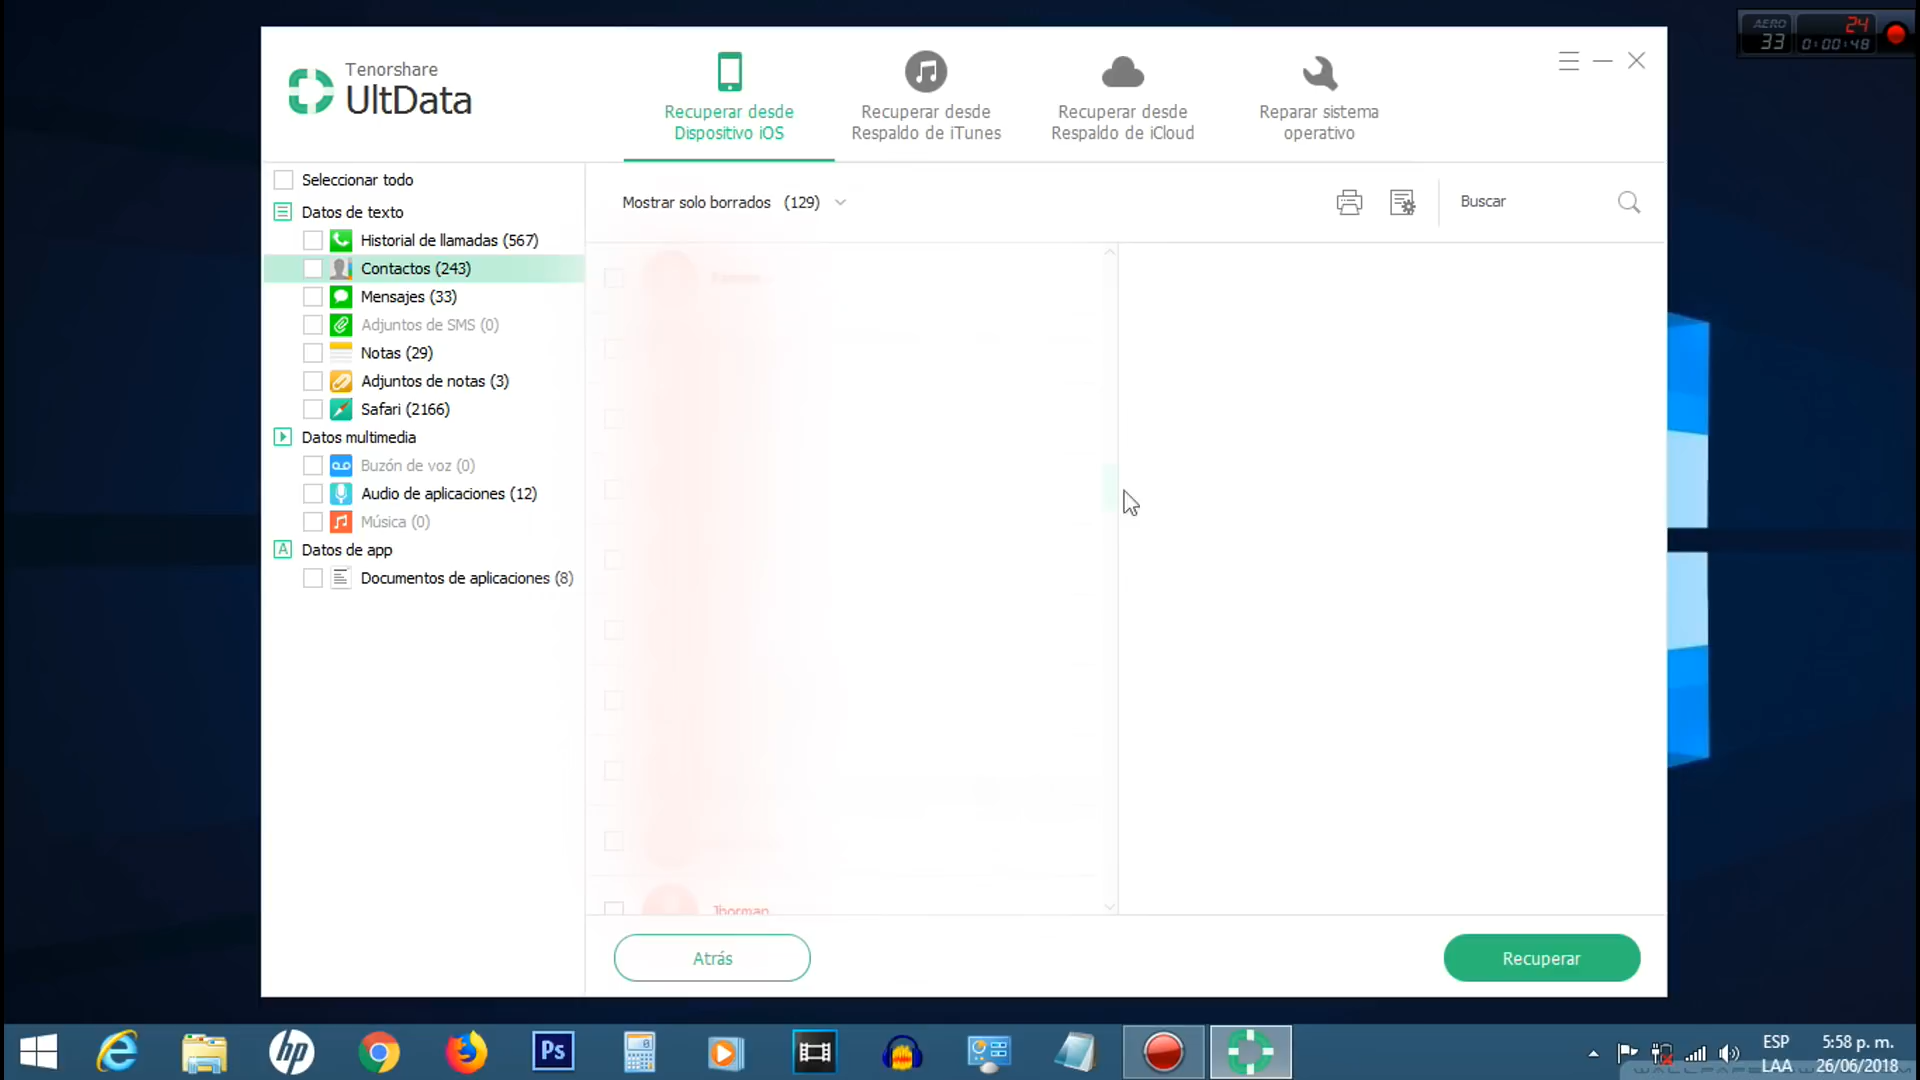 AERO
33
24
0:00:48
Tenorshare
UltData
Recuperar desde
Dispositivo iOS
Recuperar desde
Respaldo de iTunes
Recuperar desde
Respaldo de iCloud
Reparar sistema
operativo
Seleccionar todo
Datos de texto
Historial de llamadas (567)
Contactos (243)
Mensajes (33)
Adjuntos de SMS (0)
Notas (29)
Adjuntos de notas (3)
Safari (2166)
Datos multimedia
Buzón de voz (0)
Audio de aplicaciones (12)
Música (0)
Datos de app
Documentos de aplicaciones (8)
Mostrar solo borrados (129)
Buscar
Jhorman
Atrás
Recuperar
hp
Ps
ESP
LAA
5:58 p. m.
26/06/2018